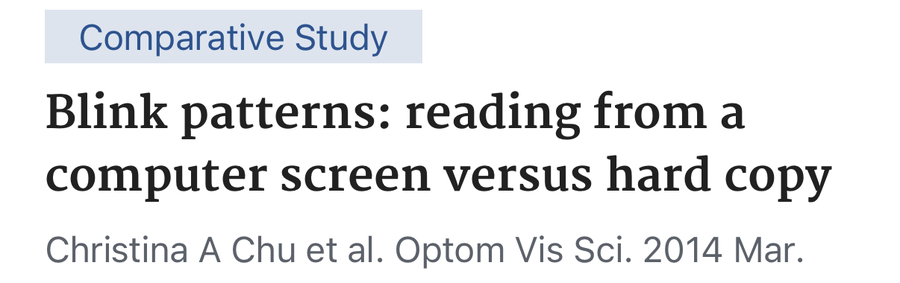 Comparative Study
Blink patterns: reading from a
computer screen versus hard copy
Christina A Chu et al. Optom Vis Sci. 2014 Mar.